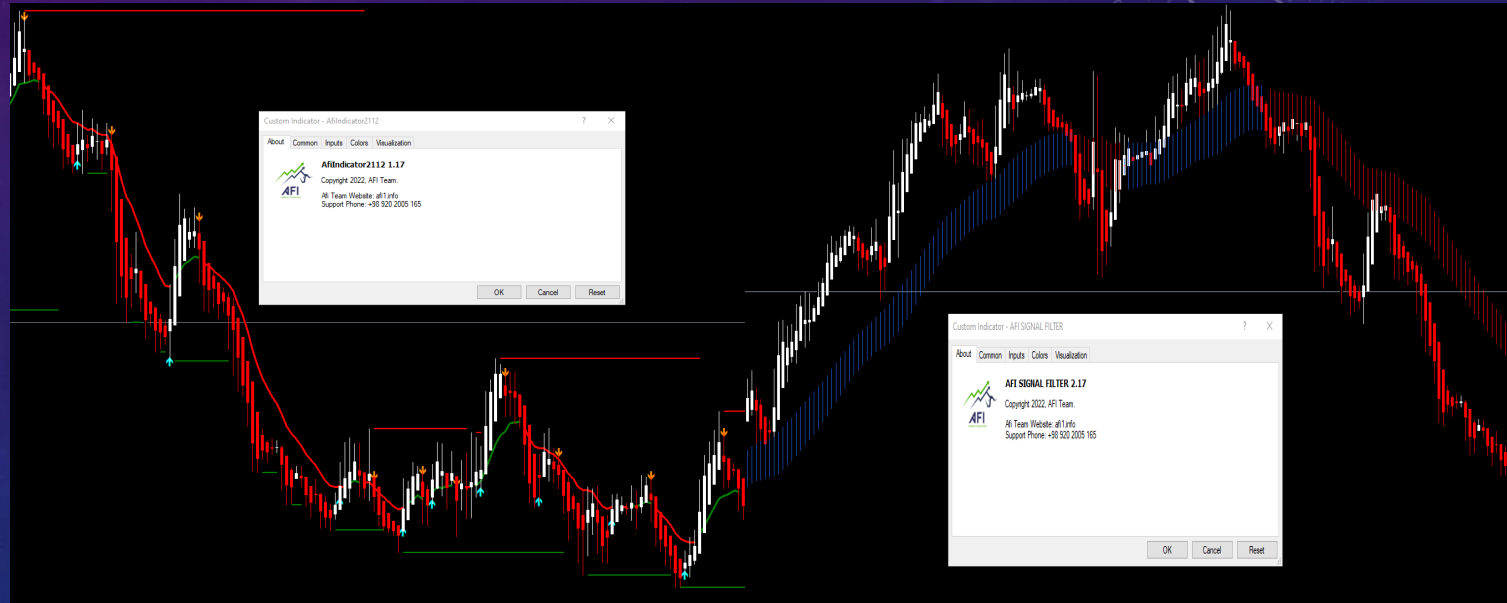 Custom Indicator - AfiIndicator2112
? X
About Common Inputs Colors Visualization
AfiIndicator2112 1.17
Copyright 2022, AFI Team.
AFI
Afi Team Website: afi1.info
Support Phone: +98 920 2005 165
OK Cancel Reset
Custom Indicator - AFI SIGNAL FILTER
? X
About Common Inputs Colors Visualization
AFI SIGNAL FILTER 2.17
Copyright 2022, AFI Team.
AFI
Afi Team Website: afi1.info
Support Phone: +98 920 2005 165
OK Cancel Reset